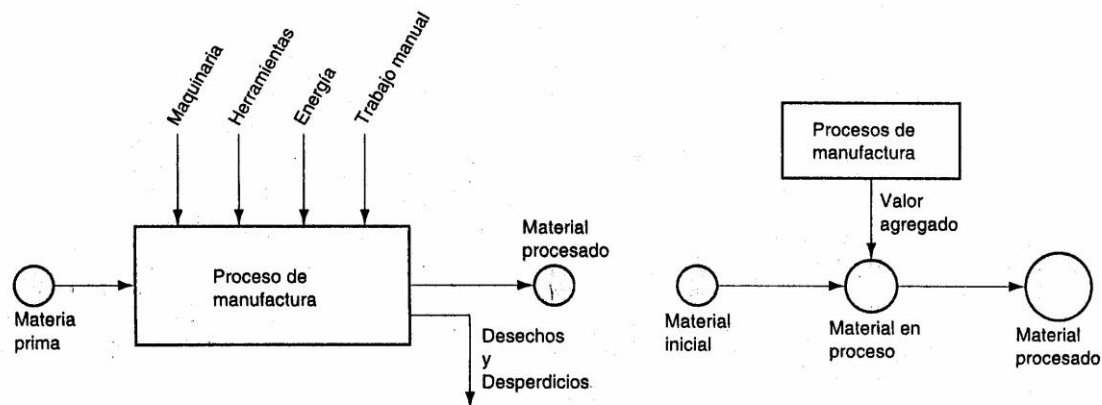 Maquinaria
Herramientas
Energía
Trabajo manual
Proceso de
manufactura
Materia
prima
Material
procesado
Desechos
y
Desperdicios.
Procesos de
manufactura
Valor
agregado
Material
inicial
Material en
proceso
Material
procesado